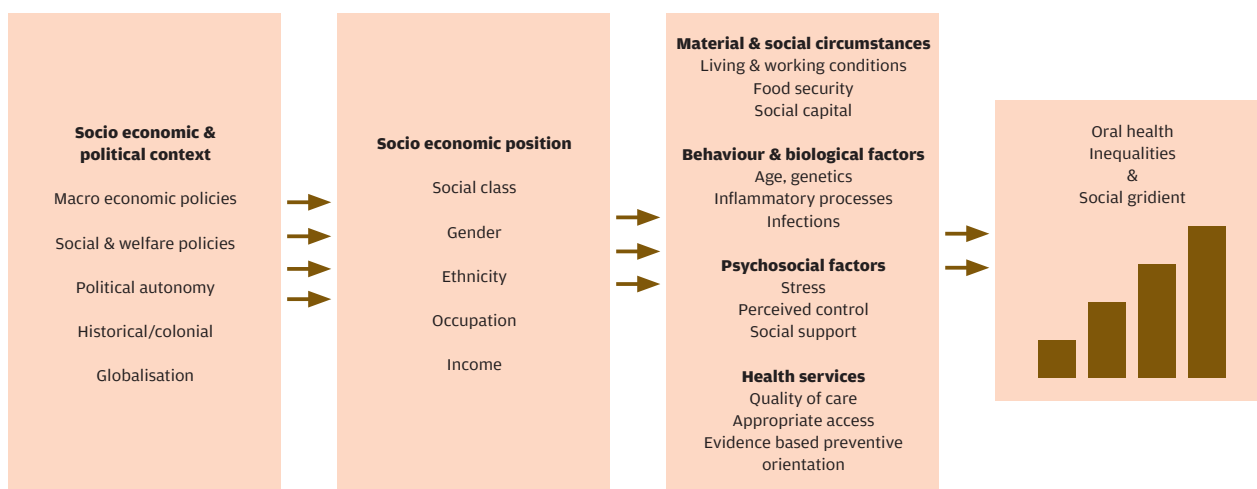 Socio economic &
political context
Macro economic policies
Social & welfare policies
Political autonomy
Historical/colonial
Globalisation
Socio economic position
Social class
Gender
Ethnicity
Occupation
Income
Material & social circumstances
Living & working conditions
Food security
Social capital
Behaviour & biological factors
Age, genetics
Inflammatory processes
Infections
Psychosocial factors
Stress
Perceived control
Social support
Health services
Quality of care
Appropriate access
Evidence based preventive
orientation
Oral health
Inequalities
&
Social gridient